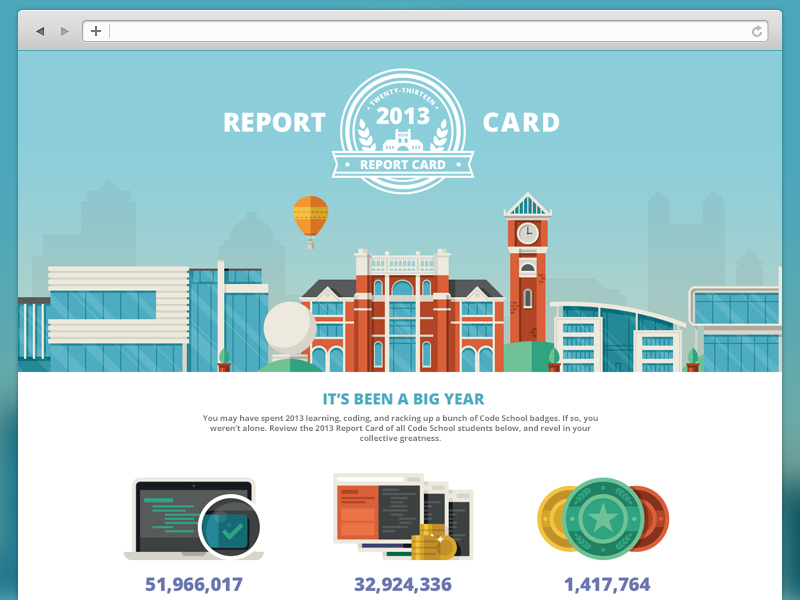 REPORT
TWENTY-THIRTEEN
2013
REPORT CARD
CARD
IT'S BEEN A BIG YEAR
You may have spent 2013 learning, coding, and racking up a bunch of Code School badges. If so, you
weren't alone. Review the 2013 Report Card of all Code School students below, and revel in your
collective greatness.
51,966,017
32,924,336
1,417,764